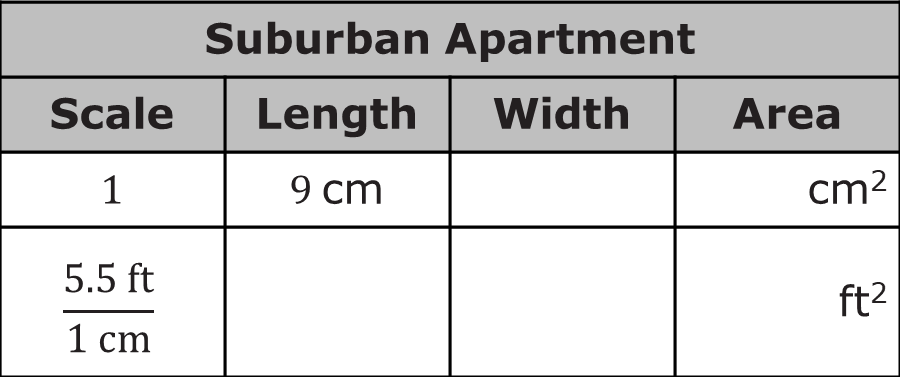 Suburban Apartment
Scale Length Width Area
1 9 cm cm²
5.5 ft
1 cm
ft²